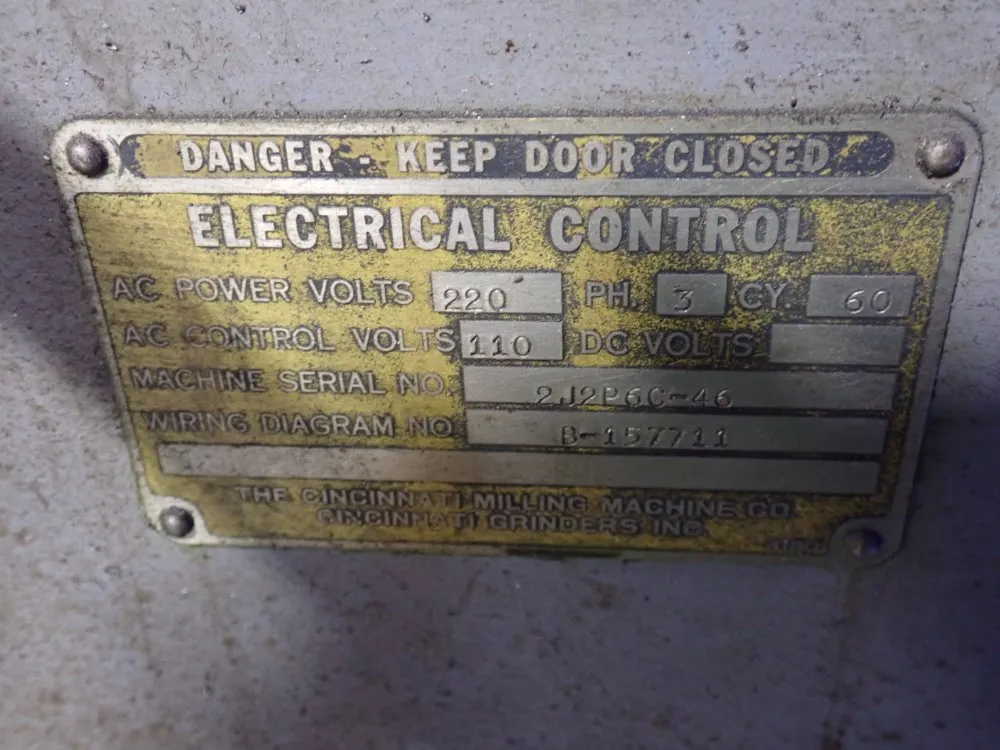 DANGER - KEEP DOOR CLOSED
ELECTRICAL CONTROL
AC POWER VOLTS 220 PH. 3 CY. 60
AC CONTROL VOLTS 110 DC VOLTS
MACHINE SERIAL NO. 2J2P6C-46
WIRING DIAGRAM NO. B-157711
THE CINCINNATI MILLING MACHINE CO.
CINCINNATI GRINDERS INC.